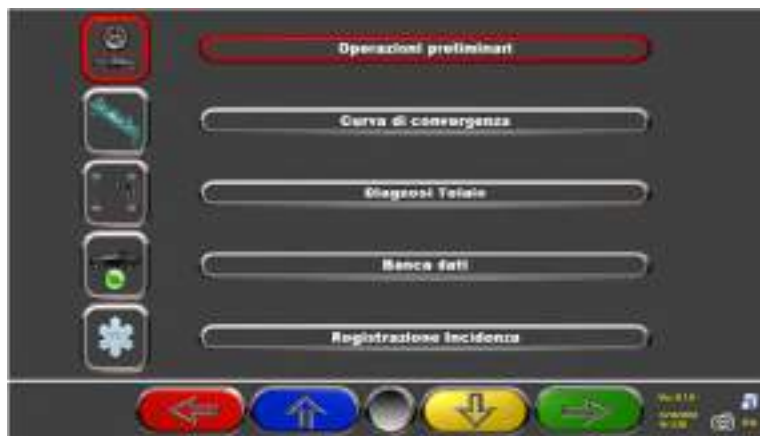 Operazioni preliminari
Curva di convergenza
Diagnosi Telaio
Banca dati
Registrazione Incidenza